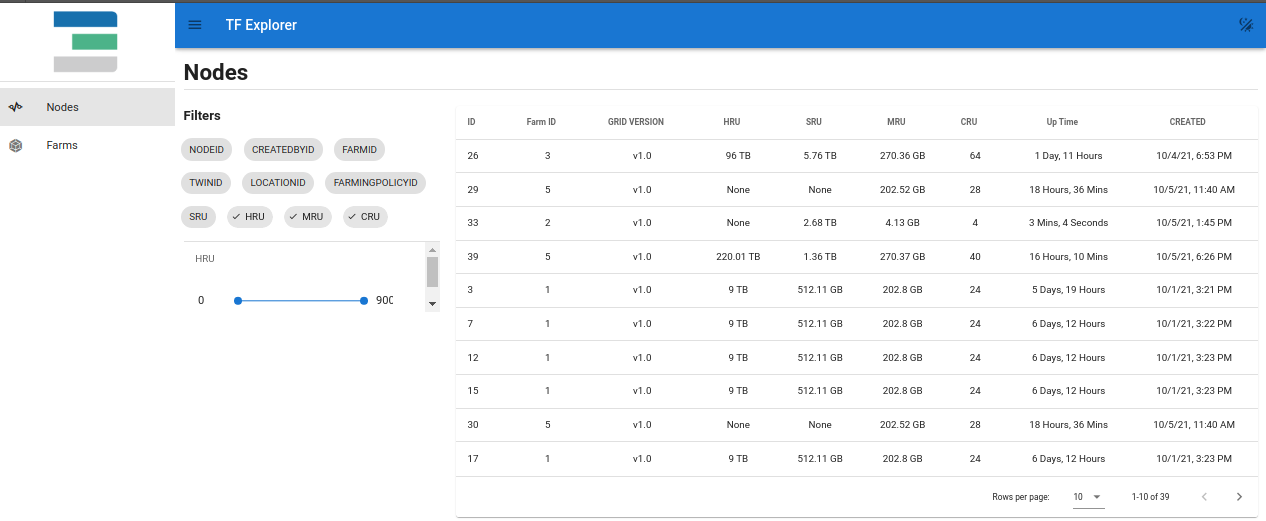 TF Explorer
Nodes
Farms
Nodes
Filters
NODEID CREATEDBYID FARMID
TWINID LOCATIONID FARMINGPOLICYID
SRU HRU MRU CRU
HRU
0 900
ID Farm ID GRID VERSION HRU SRU MRU CRU Up Time CREATED
26 3 v1.0 96 TB 5.76 TB 270.36 GB 64 1 Day, 11 Hours 10/4/21, 6:53 PM
29 5 v1.0 None None 202.52 GB 28 18 Hours, 36 Mins 10/5/21, 11:40 AM
33 2 v1.0 None 2.68 TB 4.13 GB 4 3 Mins, 4 Seconds 10/5/21, 1:45 PM
39 5 v1.0 220.01 TB 1.36 TB 270.37 GB 40 16 Hours, 10 Mins 10/5/21, 6:26 PM
3 1 v1.0 9 TB 512.11 GB 202.8 GB 24 5 Days, 19 Hours 10/1/21, 3:21 PM
7 1 v1.0 9 TB 512.11 GB 202.8 GB 24 6 Days, 12 Hours 10/1/21, 3:22 PM
12 1 v1.0 9 TB 512.11 GB 202.8 GB 24 6 Days, 12 Hours 10/1/21, 3:23 PM
15 1 v1.0 9 TB 512.11 GB 202.8 GB 24 6 Days, 12 Hours 10/1/21, 3:23 PM
30 5 v1.0 None None 202.52 GB 28 18 Hours, 36 Mins 10/5/21, 11:40 AM
17 1 v1.0 9 TB 512.11 GB 202.8 GB 24 6 Days, 12 Hours 10/1/21, 3:23 PM
Rows per page: 10 1-10 of 39